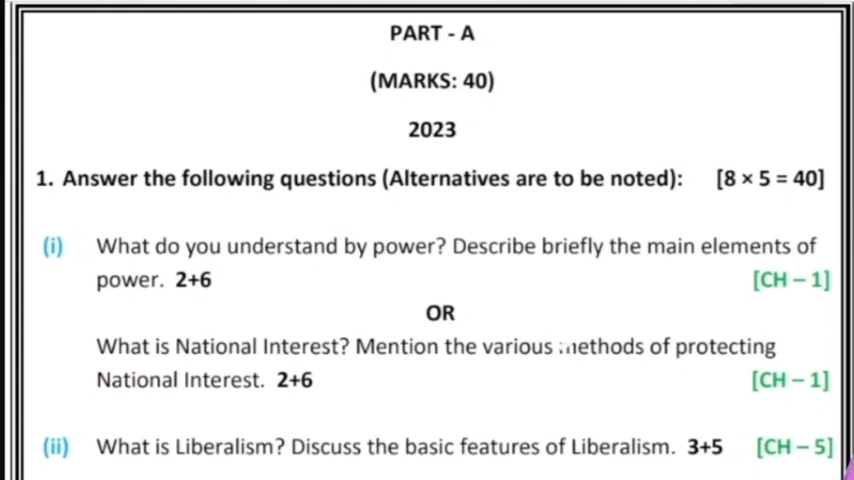 PART - A
(MARKS: 40)
2023
1. Answer the following questions (Alternatives are to be noted): [8 × 5 = 40]
(i) What do you understand by power? Describe briefly the main elements of
power. 2+6 [CH – 1]
OR
What is National Interest? Mention the various methods of protecting
National Interest. 2+6 [CH – 1]
(ii) What is Liberalism? Discuss the basic features of Liberalism. 3+5 [CH – 5]